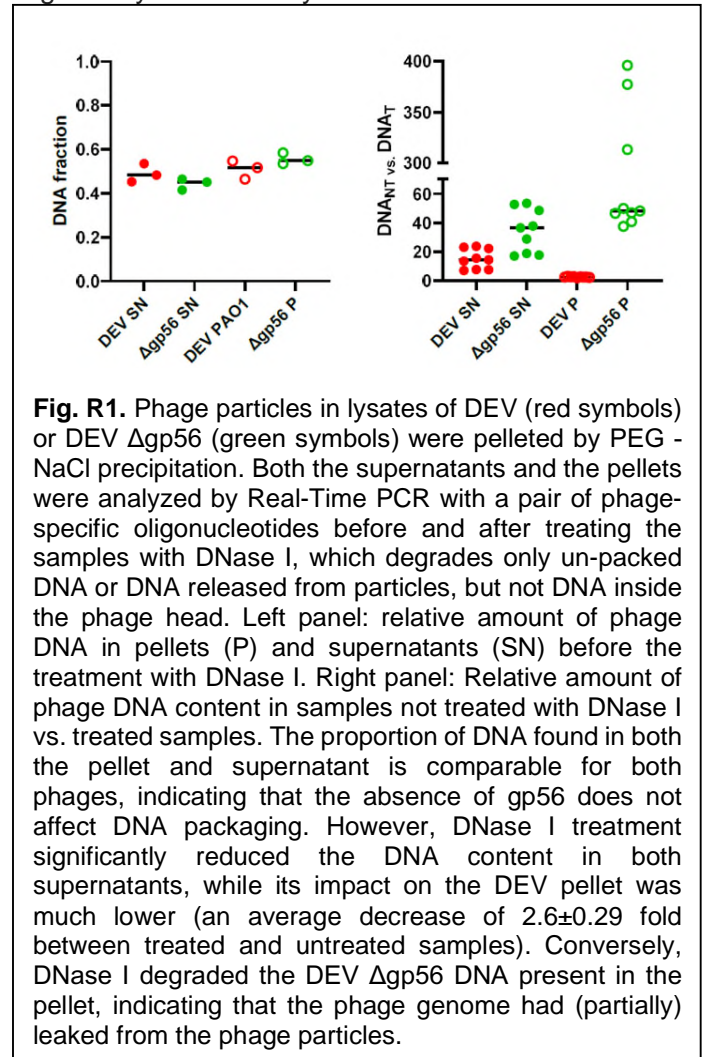 1.0
0.8
0.6
0.4
0.2
0.0
DNA fraction
DEV SN
Δgp56 SN
DEV PAO1
Δgp56 P
400
350
300
60
40
20
0
DNA_NT vs. DNA_T
DEV SN
Δgp56 SN
DEV P
Δgp56 P
Fig. R1. Phage particles in lysates of DEV (red symbols)
or DEV Δgp56 (green symbols) were pelleted by PEG -
NaCl precipitation. Both the supernatants and the pellets
were analyzed by Real-Time PCR with a pair of phage-
specific oligonucleotides before and after treating the
samples with DNase I, which degrades only un-packed
DNA or DNA released from particles, but not DNA inside
the phage head. Left panel: relative amount of phage
DNA in pellets (P) and supernatants (SN) before the
treatment with DNase I. Right panel: Relative amount of
phage DNA content in samples not treated with DNase I
vs. treated samples. The proportion of DNA found in both
the pellet and supernatant is comparable for both
phages, indicating that the absence of gp56 does not
affect DNA packaging. However, DNase I treatment
significantly reduced the DNA content in both
supernatants, while its impact on the DEV pellet was
much lower (an average decrease of 2.6±0.29 fold
between treated and untreated samples). Conversely,
DNase I degraded the DEV Δgp56 DNA present in the
pellet, indicating that the phage genome had (partially)
leaked from the phage particles.